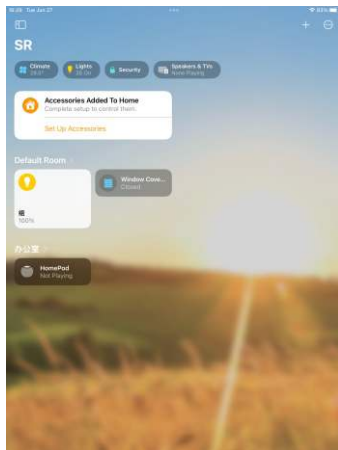 Tue Jun 27
SR
Climate
Lights
Security
Speakers & TVs
None Playing
Accessories Added To Home
Complete setup to control them.
Set Up Accessories
Default Room
Window Cove...
Closed
100%
办公室
HomePod
Not Playing